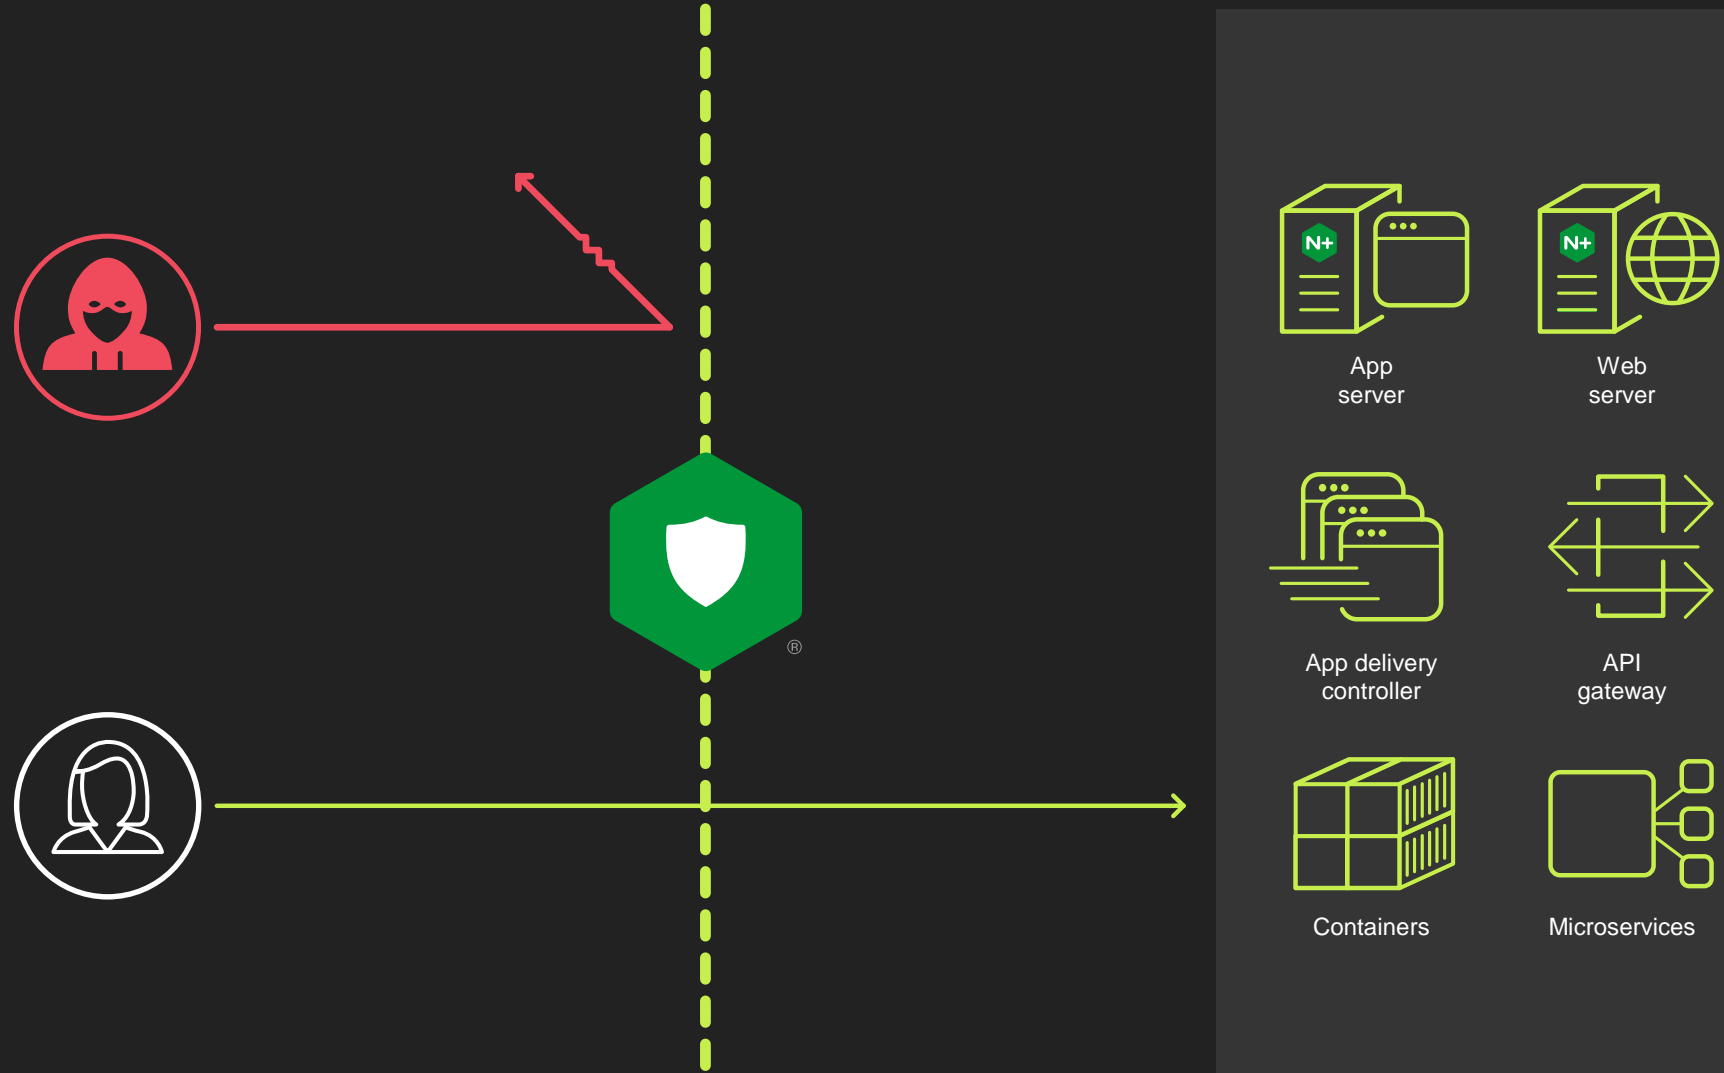 N+
N+
App
server
Web
server
®
App delivery
controller
API
gateway
Containers
Microservices